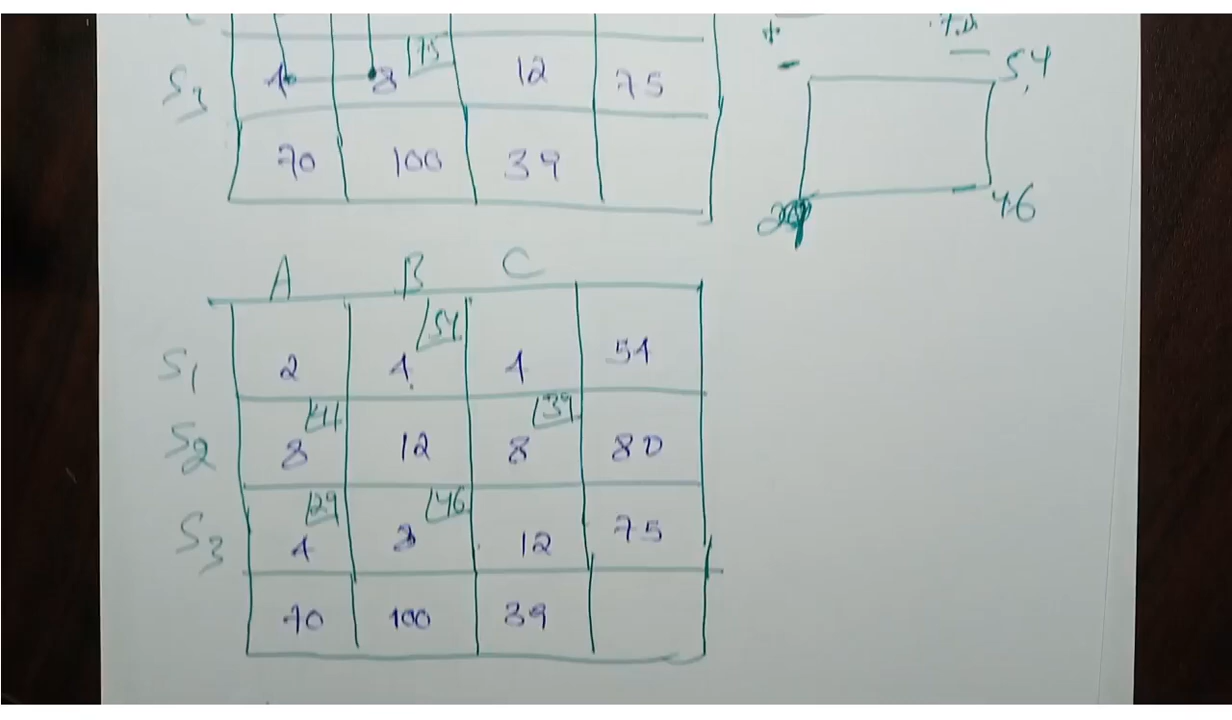 S3 4 8 75 12 75
70 100 39
54
46
A B C
S1 2 4 54 4 54
S2 8 41 12 8 39 80
S3 4 29 8 46 12 75
70 100 39